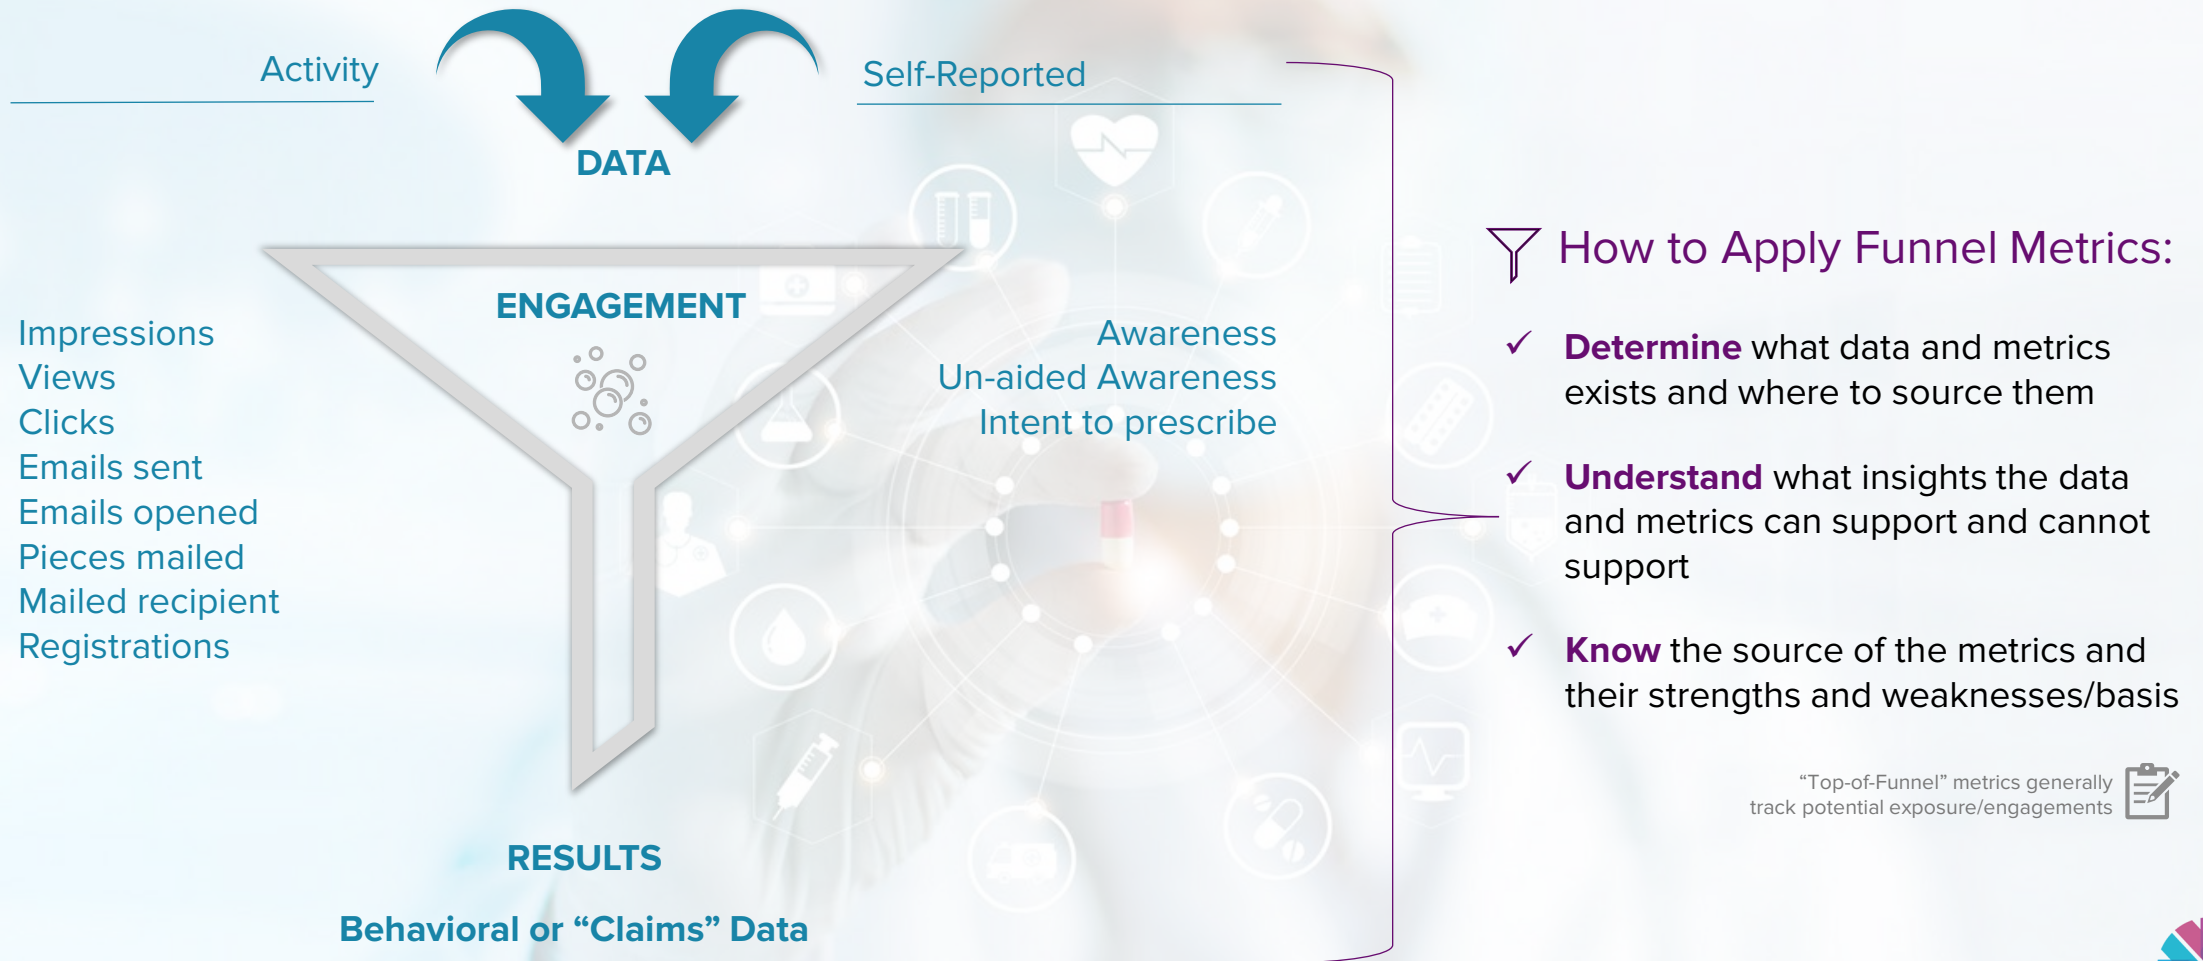 Activity
Self-Reported
DATA
ENGAGEMENT
Impressions
Views
Clicks
Emails sent
Emails opened
Pieces mailed
Mailed recipient
Registrations
Awareness
Un-aided Awareness
Intent to prescribe
RESULTS
Behavioral or “Claims” Data
How to Apply Funnel Metrics:
✓ Determine what data and metrics
exists and where to source them
✓ Understand what insights the data
and metrics can support and cannot
support
✓ Know the source of the metrics and
their strengths and weaknesses/basis
“Top-of-Funnel” metrics generally
track potential exposure/engagements